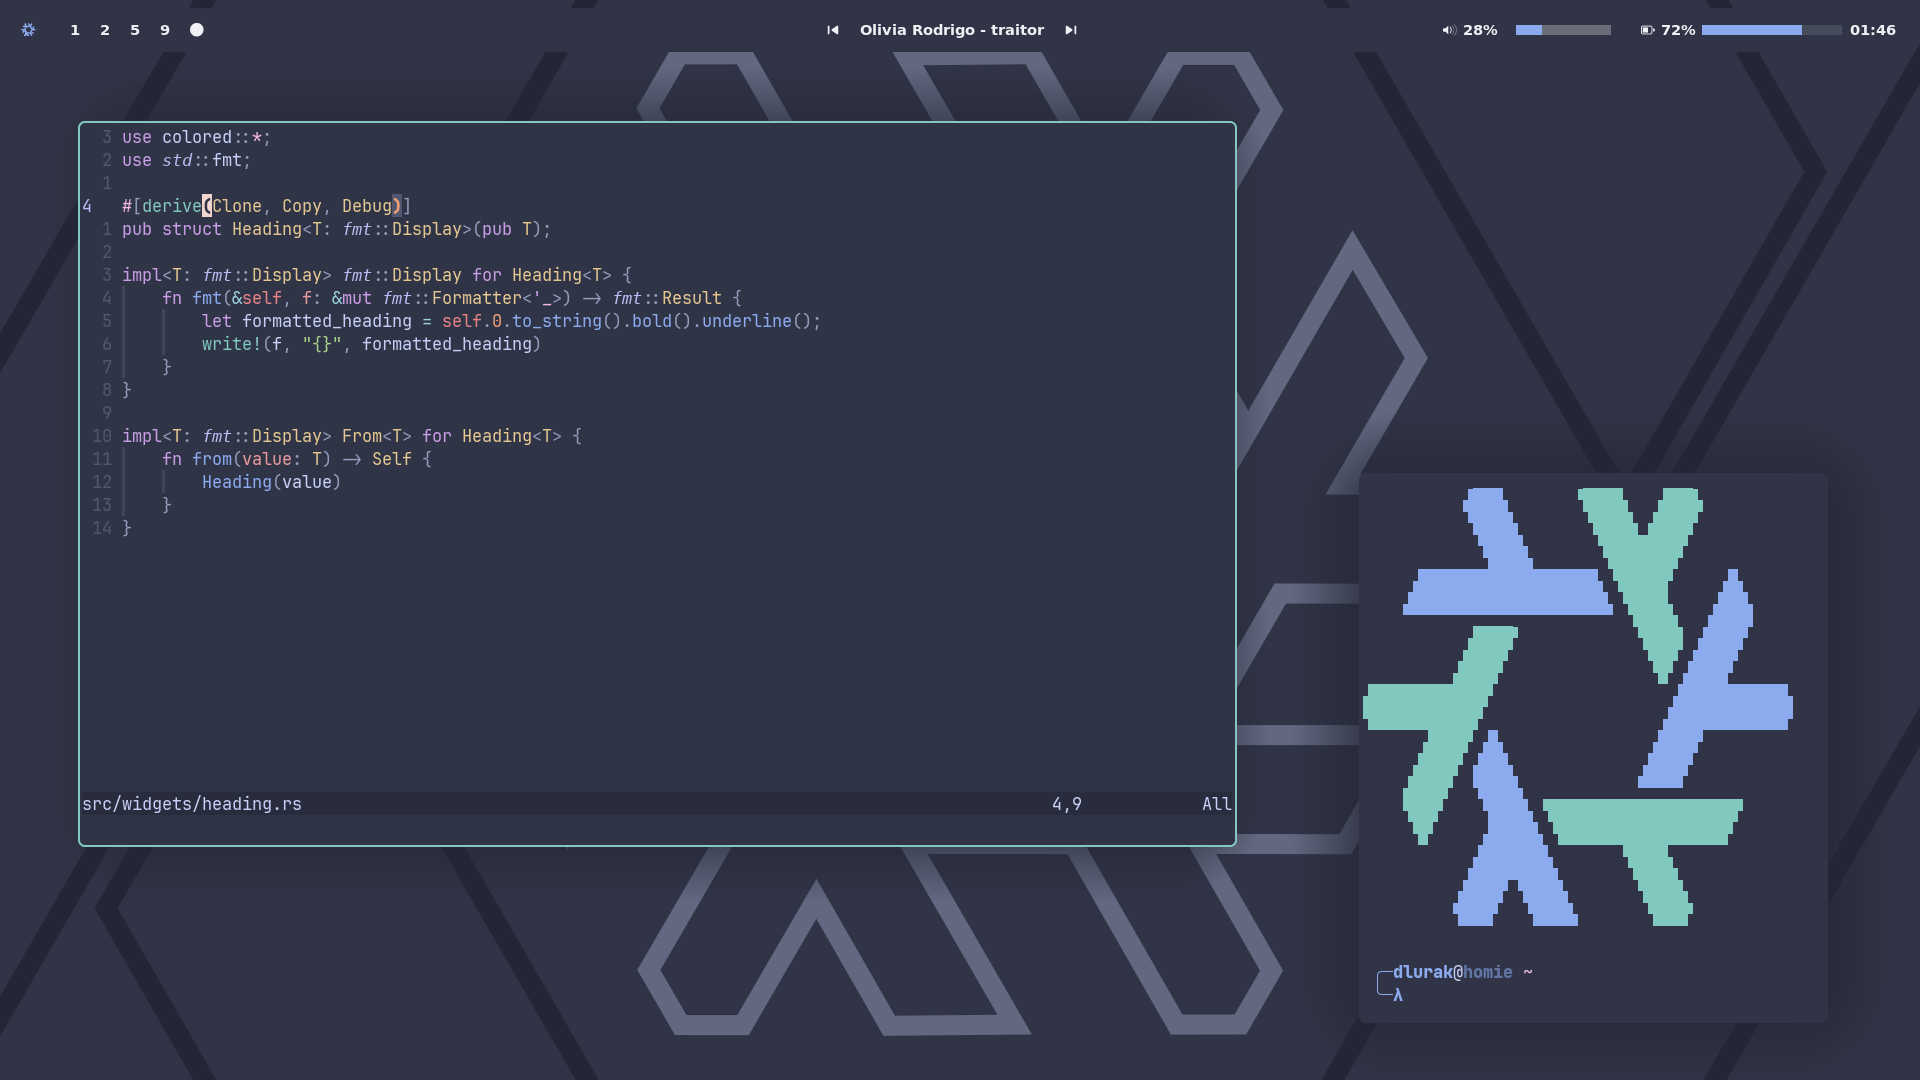 1 2 5 9
Olivia Rodrigo - traitor
28%
72%
01:46
3 use colored::*;
2 use std::fmt;
1
4 #[derive(Clone, Copy, Debug)]
1 pub struct Heading<T: fmt::Display>(pub T);
2
3 impl<T: fmt::Display> fmt::Display for Heading<T> {
4     fn fmt(&self, f: &mut fmt::Formatter<'_>) -> fmt::Result {
5         let formatted_heading = self.0.to_string().bold().underline();
6         write!(f, "{}", formatted_heading)
7     }
8 }
9
10 impl<T: fmt::Display> From<T> for Heading<T> {
11     fn from(value: T) -> Self {
12         Heading(value)
13     }
14 }
src/widgets/heading.rs 4,9 All
dlurak@homie ~
λ